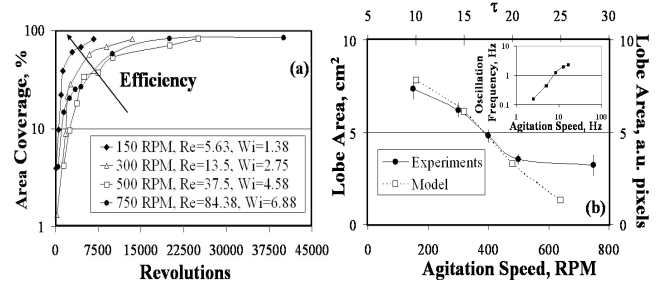 100
10
1
Area Coverage, %
Efficiency
(a)
150 RPM, Re=5.63, Wi=1.38
300 RPM, Re=13.5, Wi=2.75
500 RPM, Re=37.5, Wi=4.58
750 RPM, Re=84.38, Wi=6.88
0 7500 15000 22500 30000 37500 45000
Revolutions
τ
5 10 15 20 25 30
10
5
0
Lobe Area, cm²
10
5
0
Lobe Area, a.u. pixels
Oscillation
Frequency, Hz
10
1
0.1
1 10 100
Agitation Speed, Hz
Experiments
Model
(b)
0 200 400 600 800
Agitation Speed, RPM